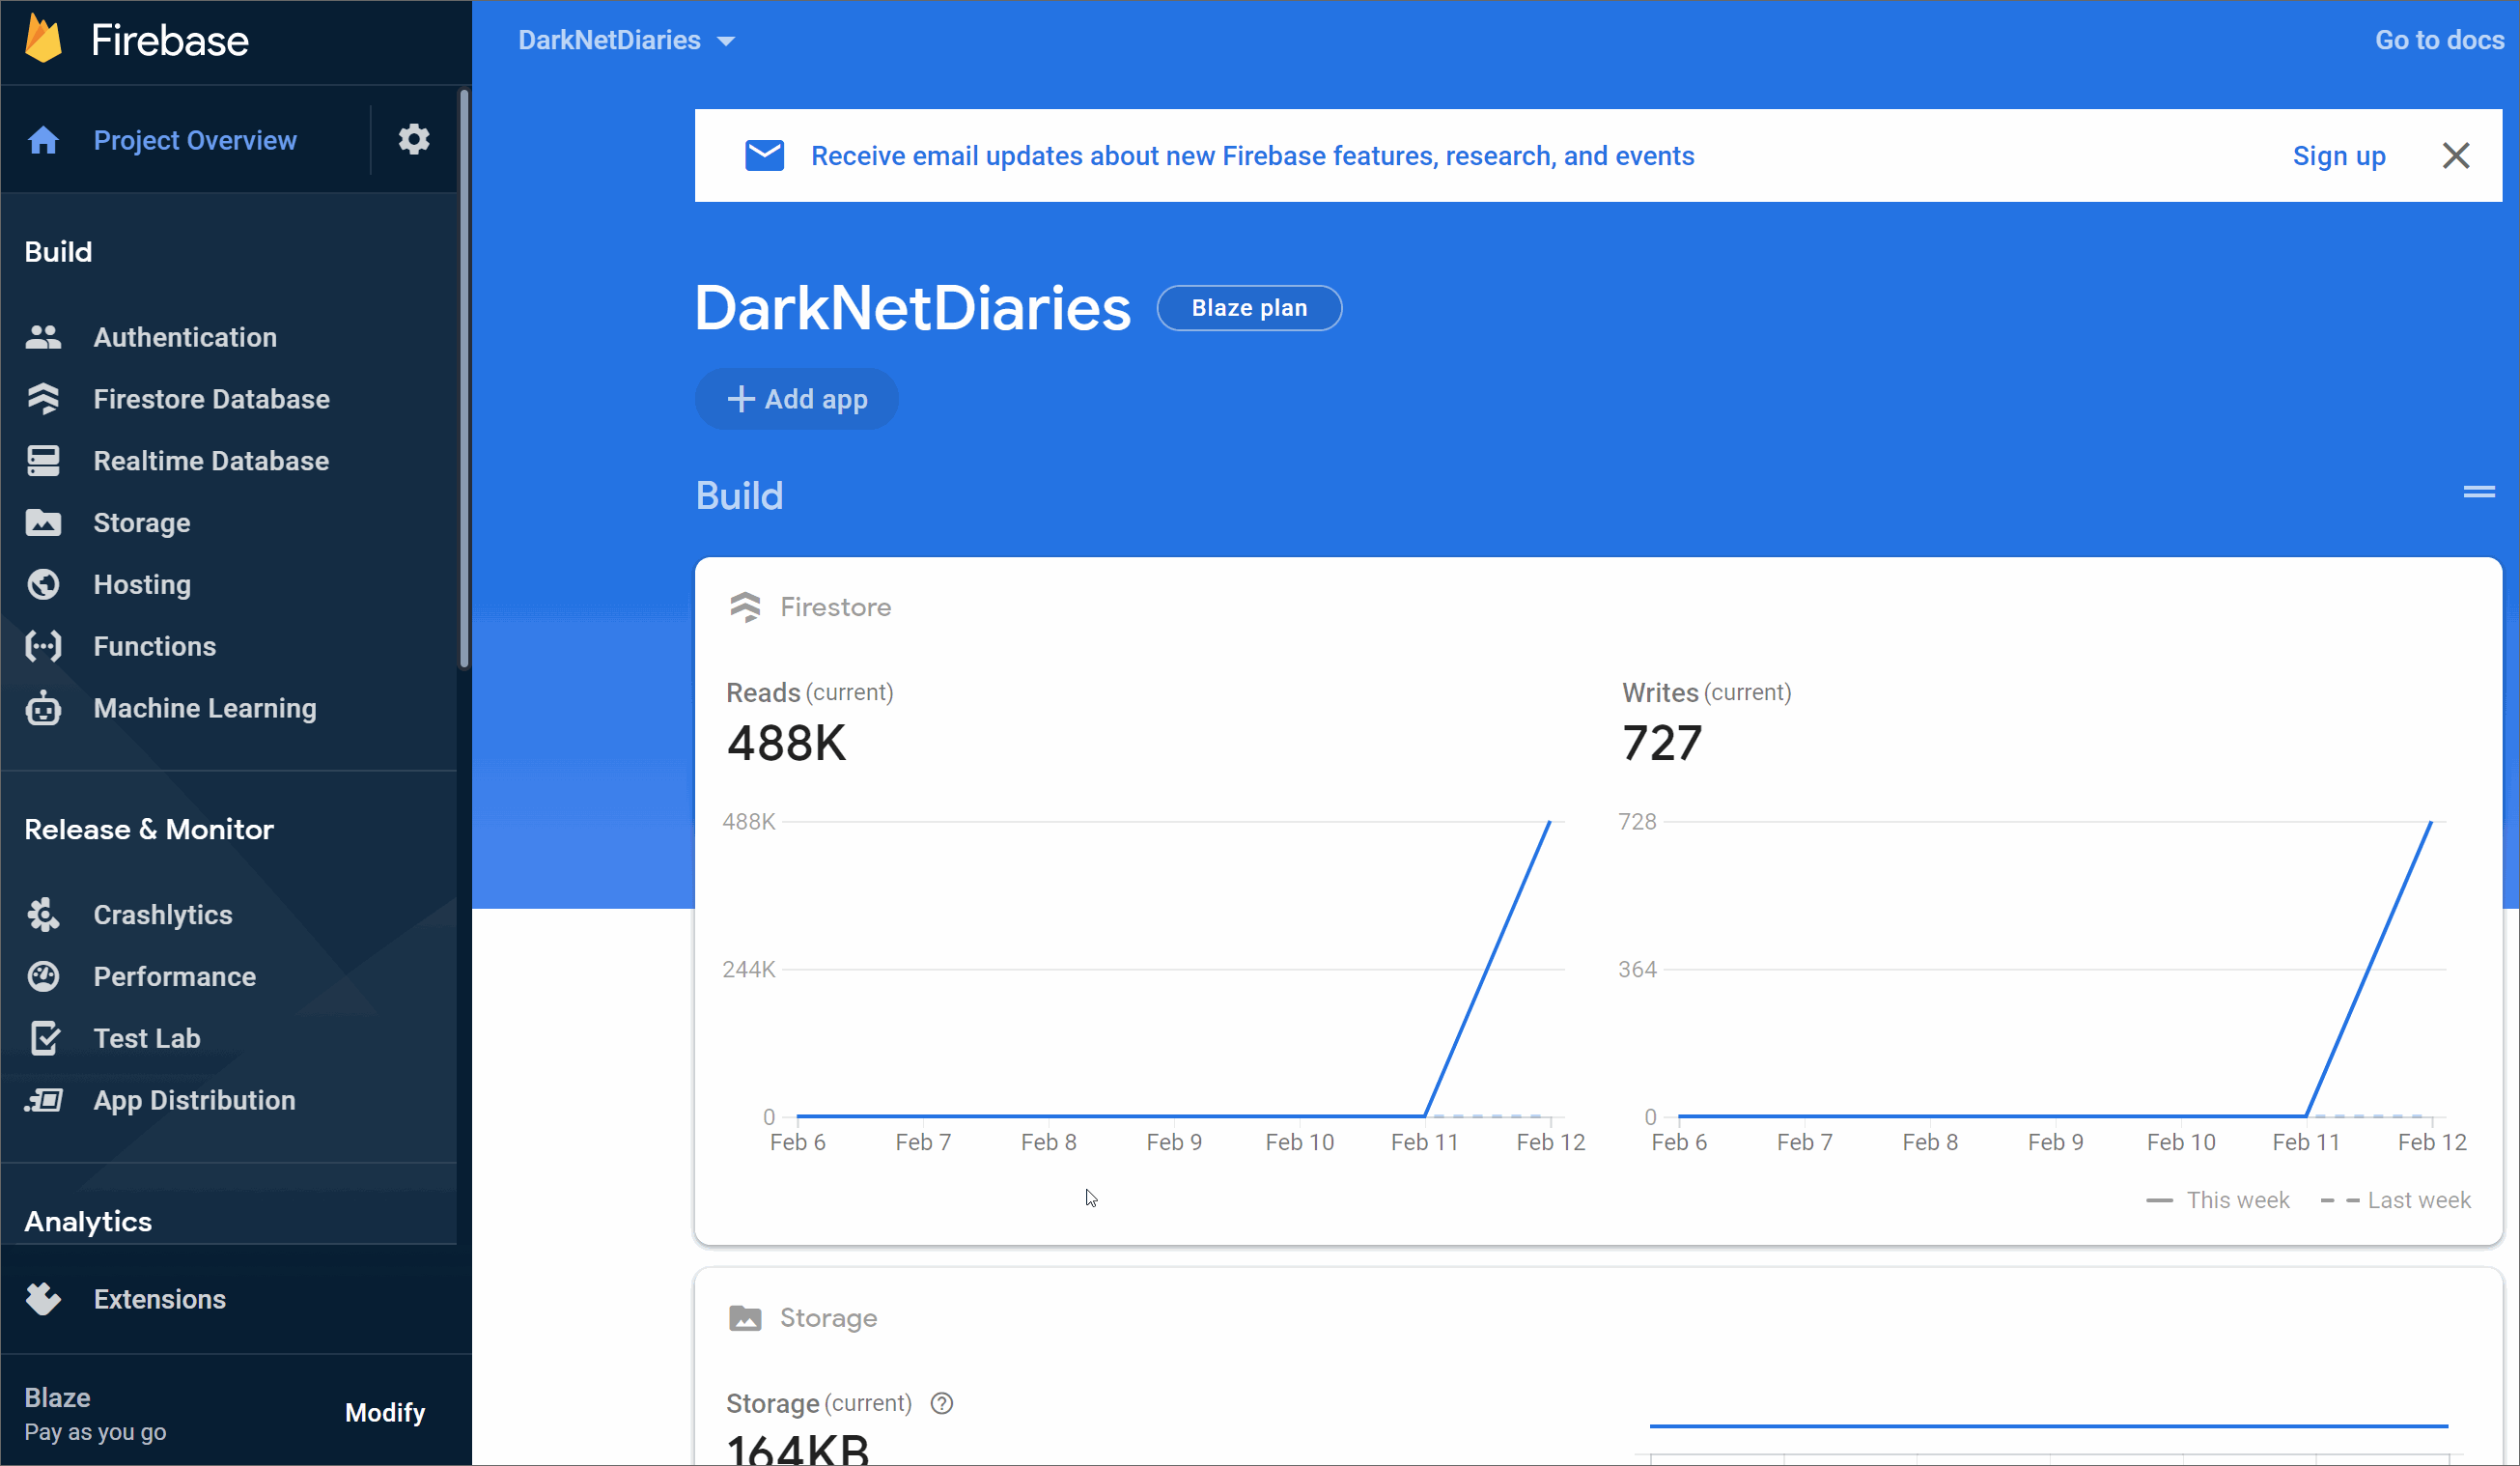 Firebase
Project Overview
Build
Authentication
Firestore Database
Realtime Database
Storage
Hosting
Functions
Machine Learning
Release & Monitor
Crashlytics
Performance
Test Lab
App Distribution
Analytics
Extensions
Blaze
Pay as you go
Modify
DarkNetDiaries
Go to docs
Receive email updates about new Firebase features, research, and events
Sign up
DarkNetDiaries
Blaze plan
Add app
Build
Firestore
Reads (current)
488K
488K
244K
0
Feb 6 Feb 7 Feb 8 Feb 9 Feb 10 Feb 11 Feb 12
Writes (current)
727
728
364
0
Feb 6 Feb 7 Feb 8 Feb 9 Feb 10 Feb 11 Feb 12
This week Last week
Storage
Storage (current)
164KB